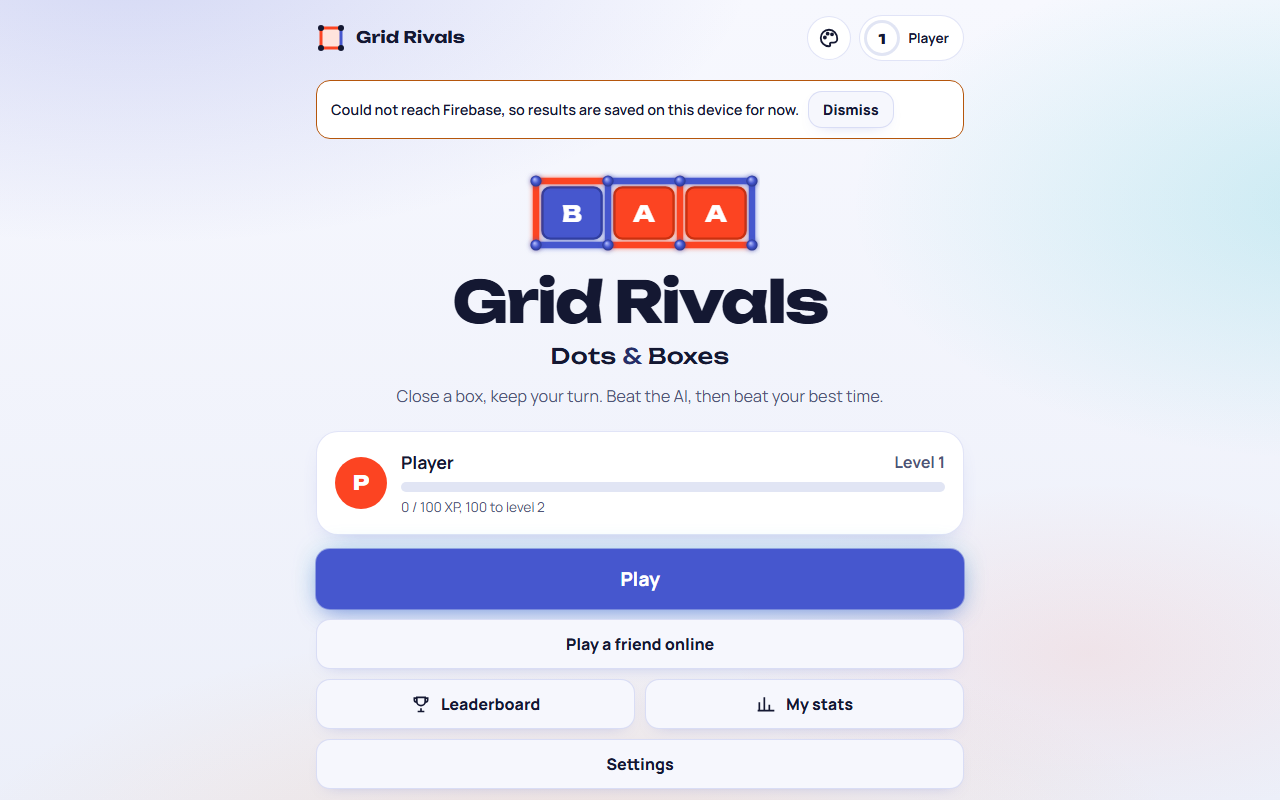 Grid Rivals
1 Player
Could not reach Firebase, so results are saved on this device for now. Dismiss
B A A
Grid Rivals
Dots & Boxes
Close a box, keep your turn. Beat the AI, then beat your best time.
P
Player Level 1
0 / 100 XP, 100 to level 2
Play
Play a friend online
Leaderboard My stats
Settings